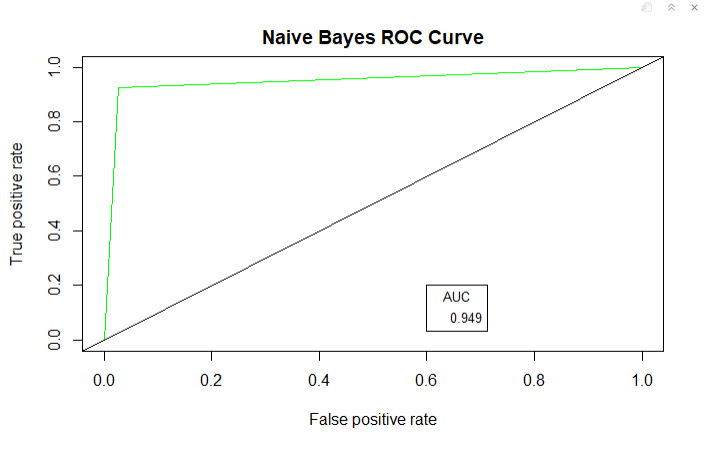 Naive Bayes ROC Curve
True positive rate
1.0
0.8
0.6
0.4
0.2
0.0
AUC
0.949
0.0 0.2 0.4 0.6 0.8 1.0
False positive rate